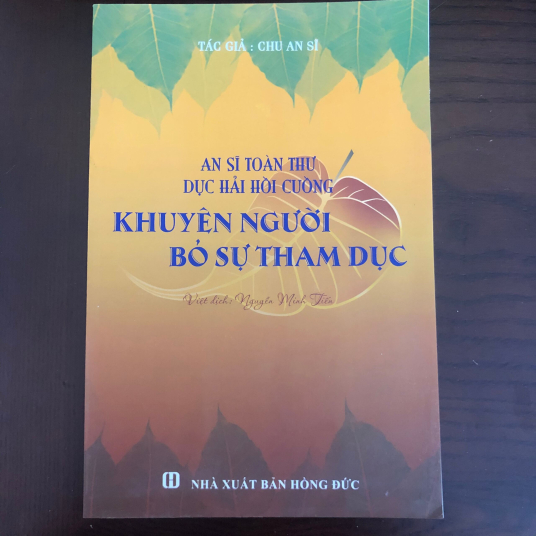 TÁC GIẢ : CHU AN SĨ
AN SĨ TOÀN THƯ
DỤC HẢI HỒI CUỒNG
KHUYÊN NGƯỜI
BỎ SỰ THAM DỤC
Việt dịch: Nguyễn Minh Tiến
NHÀ XUẤT BẢN HỒNG ĐỨC